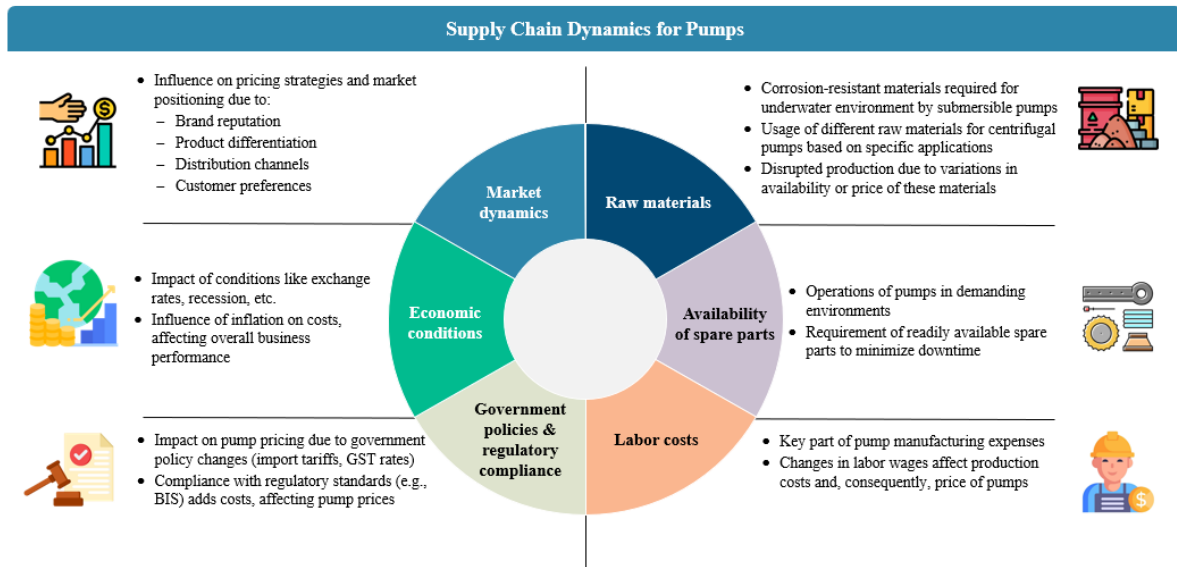 Supply Chain Dynamics for Pumps
• Influence on pricing strategies and market
positioning due to:
– Brand reputation
– Product differentiation
– Distribution channels
– Customer preferences
• Corrosion-resistant materials required for
underwater environment by submersible pumps
• Usage of different raw materials for centrifugal
pumps based on specific applications
• Disrupted production due to variations in
availability or price of these materials
Market
dynamics
Raw materials
• Impact of conditions like exchange
rates, recession, etc.
• Influence of inflation on costs,
affecting overall business
performance
Economic
conditions
Availability
of spare parts
• Operations of pumps in demanding
environments
• Requirement of readily available spare
parts to minimize downtime
• Impact on pump pricing due to government
policy changes (import tariffs, GST rates)
• Compliance with regulatory standards (e.g.,
BIS) adds costs, affecting pump prices
Government
policies &
regulatory
compliance
Labor costs
• Key part of pump manufacturing expenses
• Changes in labor wages affect production
costs and, consequently, price of pumps